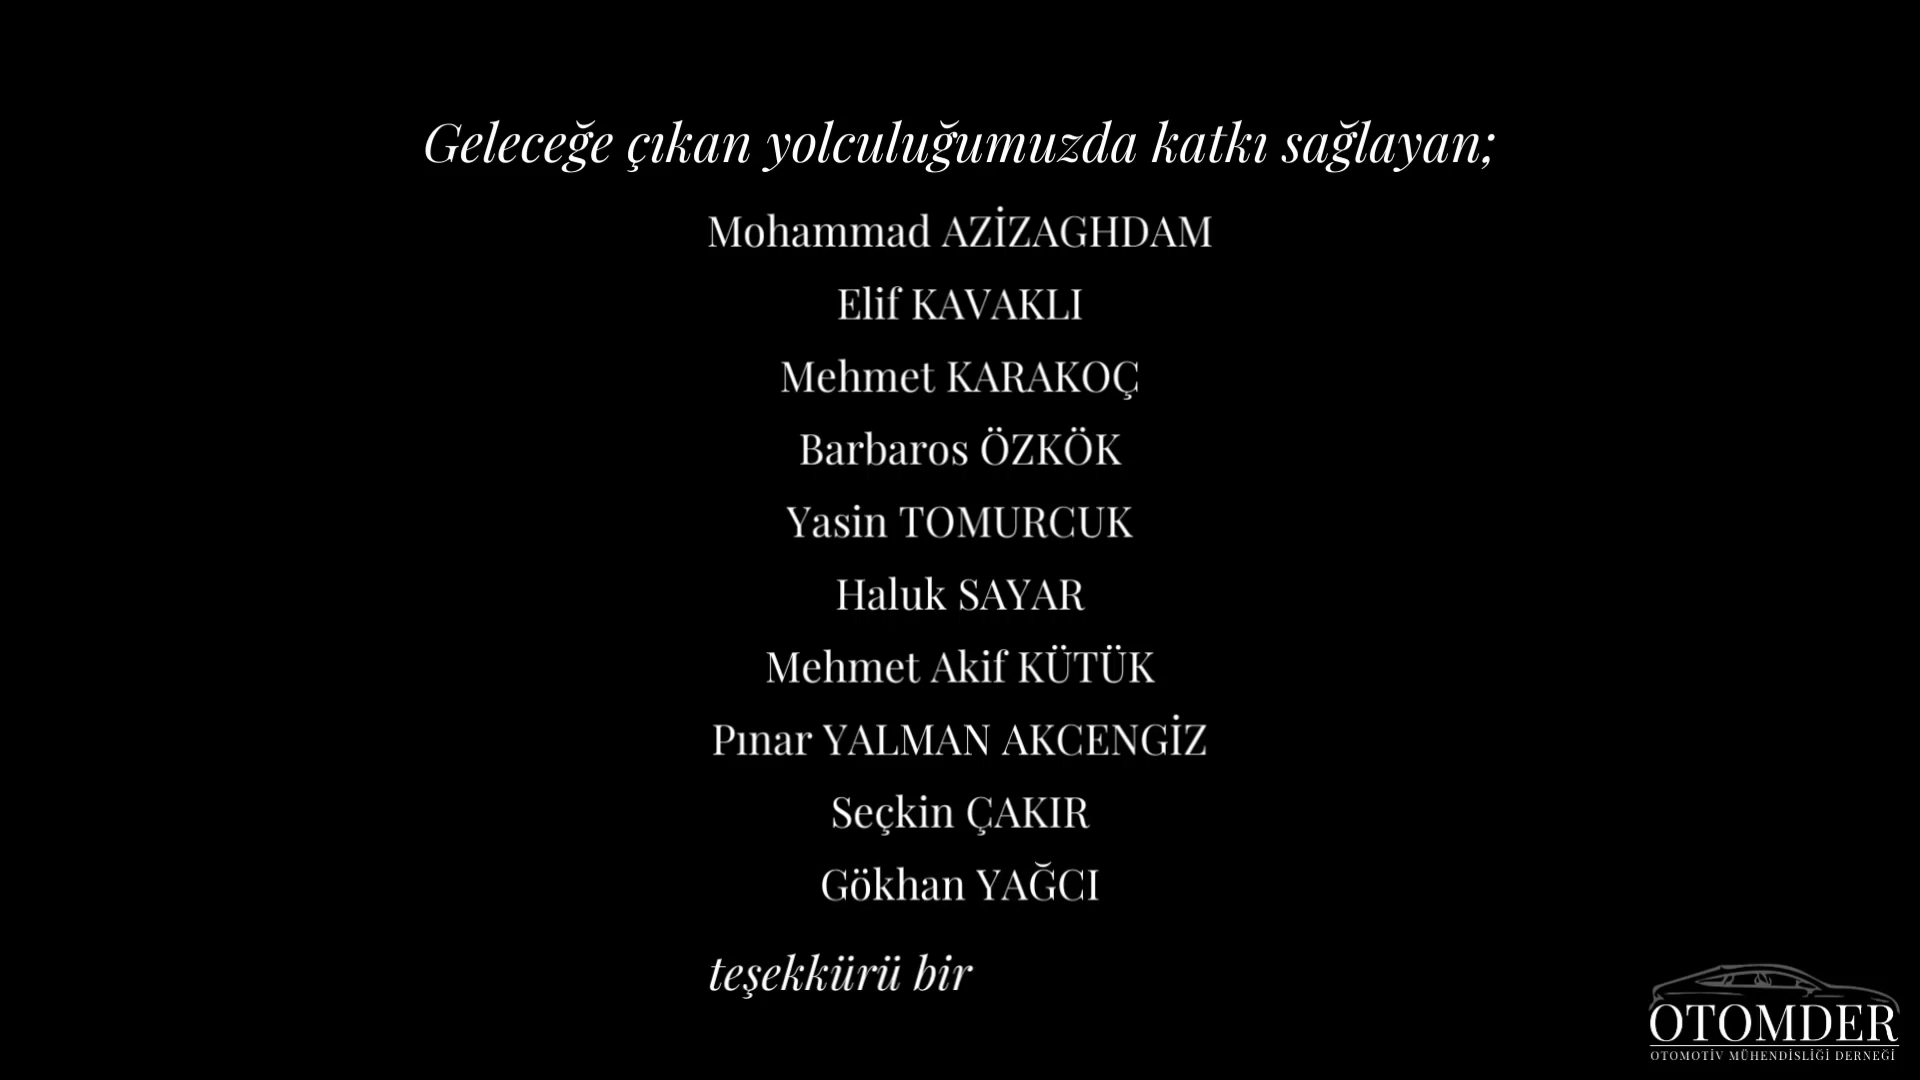 Geleceğe çıkan yolculuğumuzda katkı sağlayan;
Mohammad AZİZAGHDAM
Elif KAVAKLI
Mehmet KARAKOÇ
Barbaros ÖZKÖK
Yasin TOMURCUK
Haluk SAYAR
Mehmet Akif KÜTÜK
Pınar YALMAN AKCENGİZ
Seçkin ÇAKIR
Gökhan YAĞCI
teşekkürü bir
OTOMDER
OTOMOTİV MÜHENDİSLİĞİ DERNEĞİ